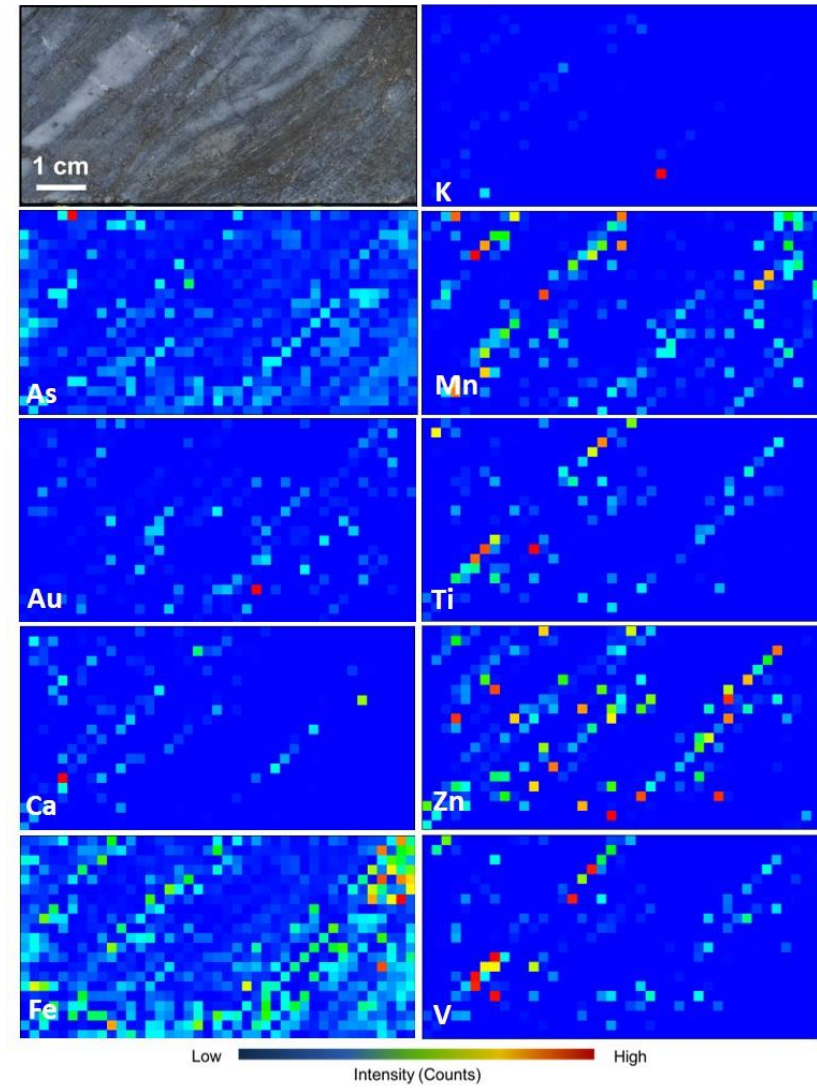 1 cm
K
As
Mn
Au
Ti
Ca
Zn
Fe
V
Low
High
Intensity (Counts)